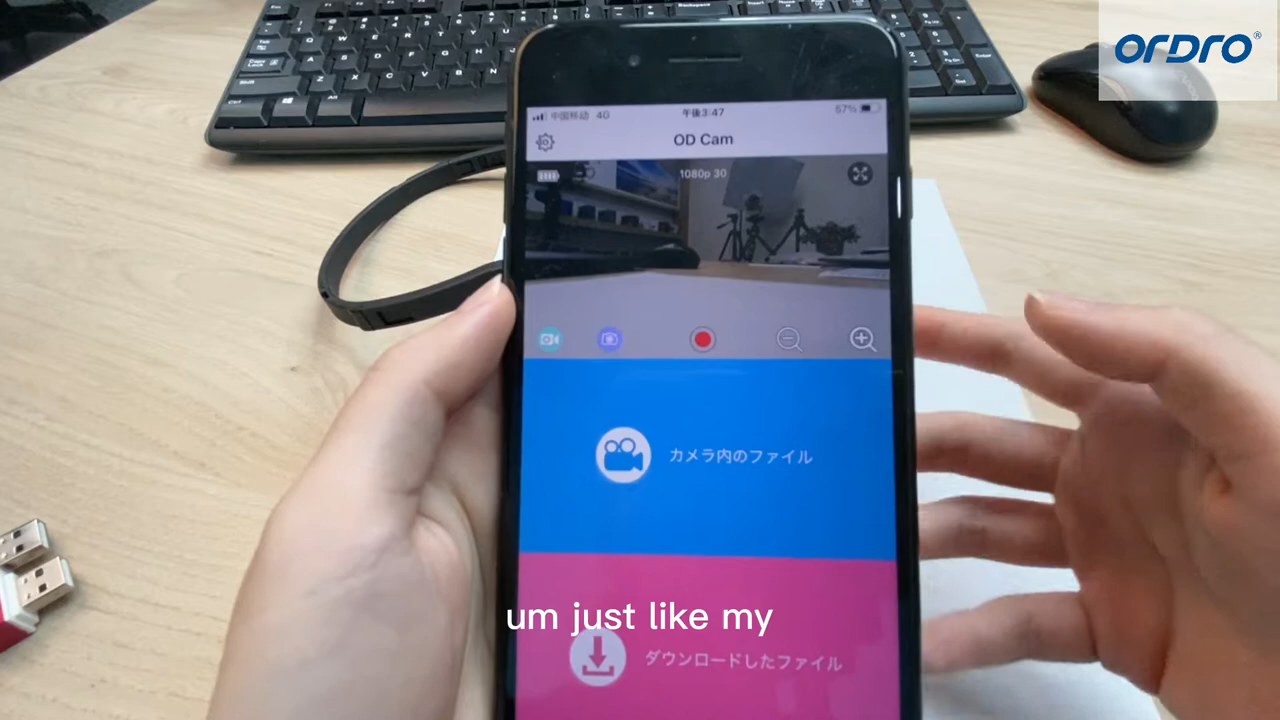 ORDRO®
中国移动 4G
午後3:47
57%
OD Cam
1080p 30
カメラ内のファイル
um just like my
ダウンロードしたファイル